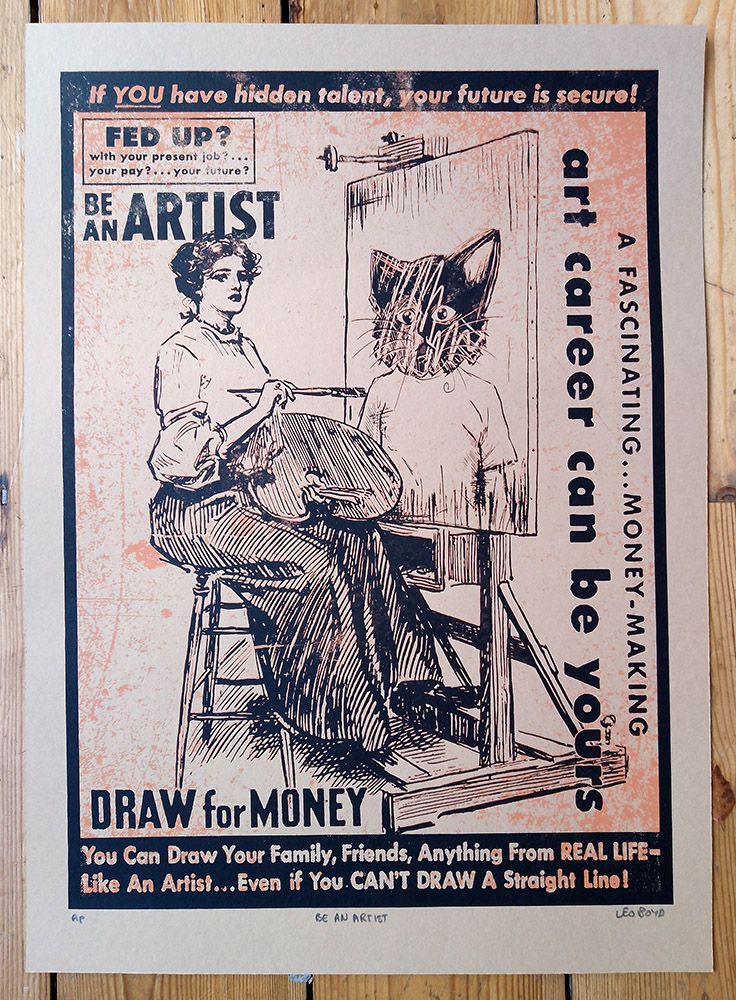 If YOU have hidden talent, your future is secure!
FED UP?
with your present job?...
your pay?...your future?
BE
AN ARTIST
art career can be yours
A FASCINATING...MONEY-MAKING
DRAW for MONEY
You Can Draw Your Family, Friends, Anything From REAL LIFE-
Like An Artist...Even if You CAN'T DRAW A Straight Line!
AP
BE AN ARTIST
LEO BOYD